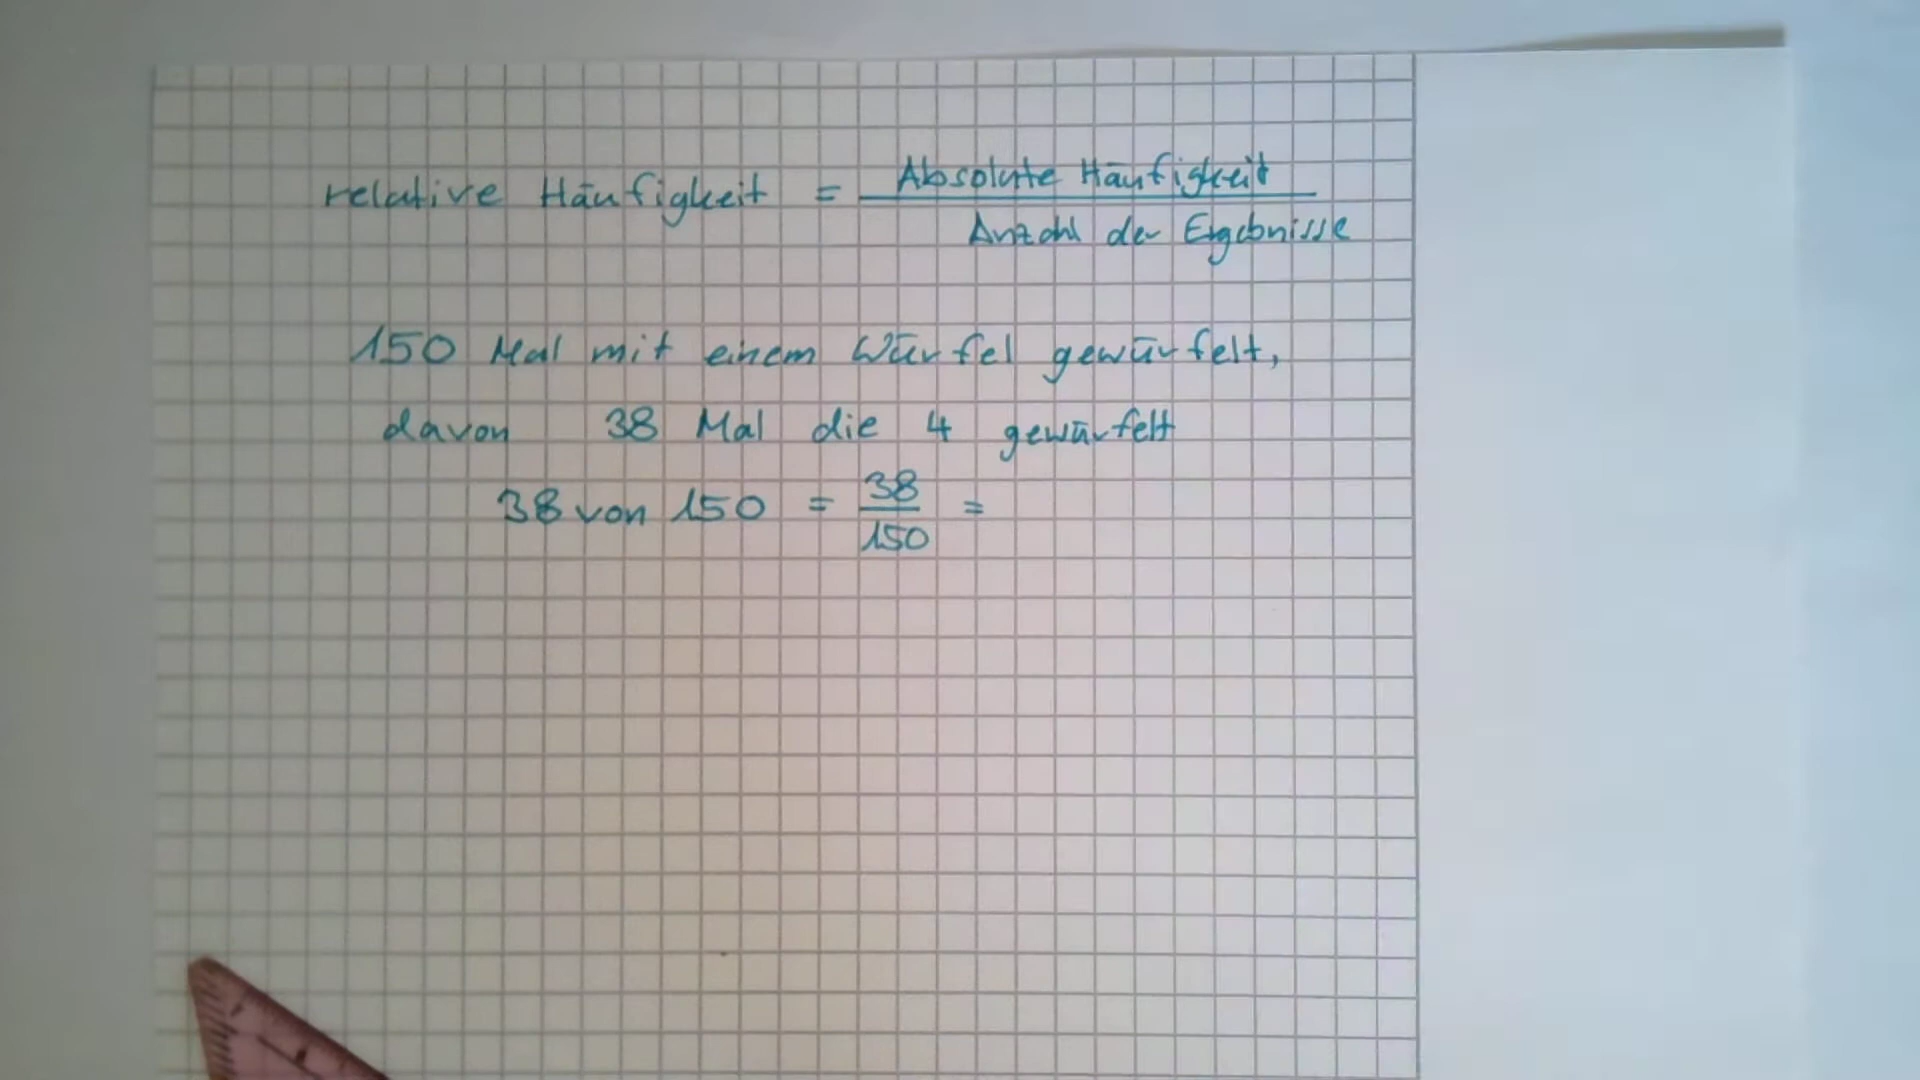 relative Häufigkeit = Absolute Häufigkeit / Anzahl der Ergebnisse
150 Mal mit einem Würfel gewürfelt,
davon 38 Mal die 4 gewürfelt
38 von 150 = 38/150 =